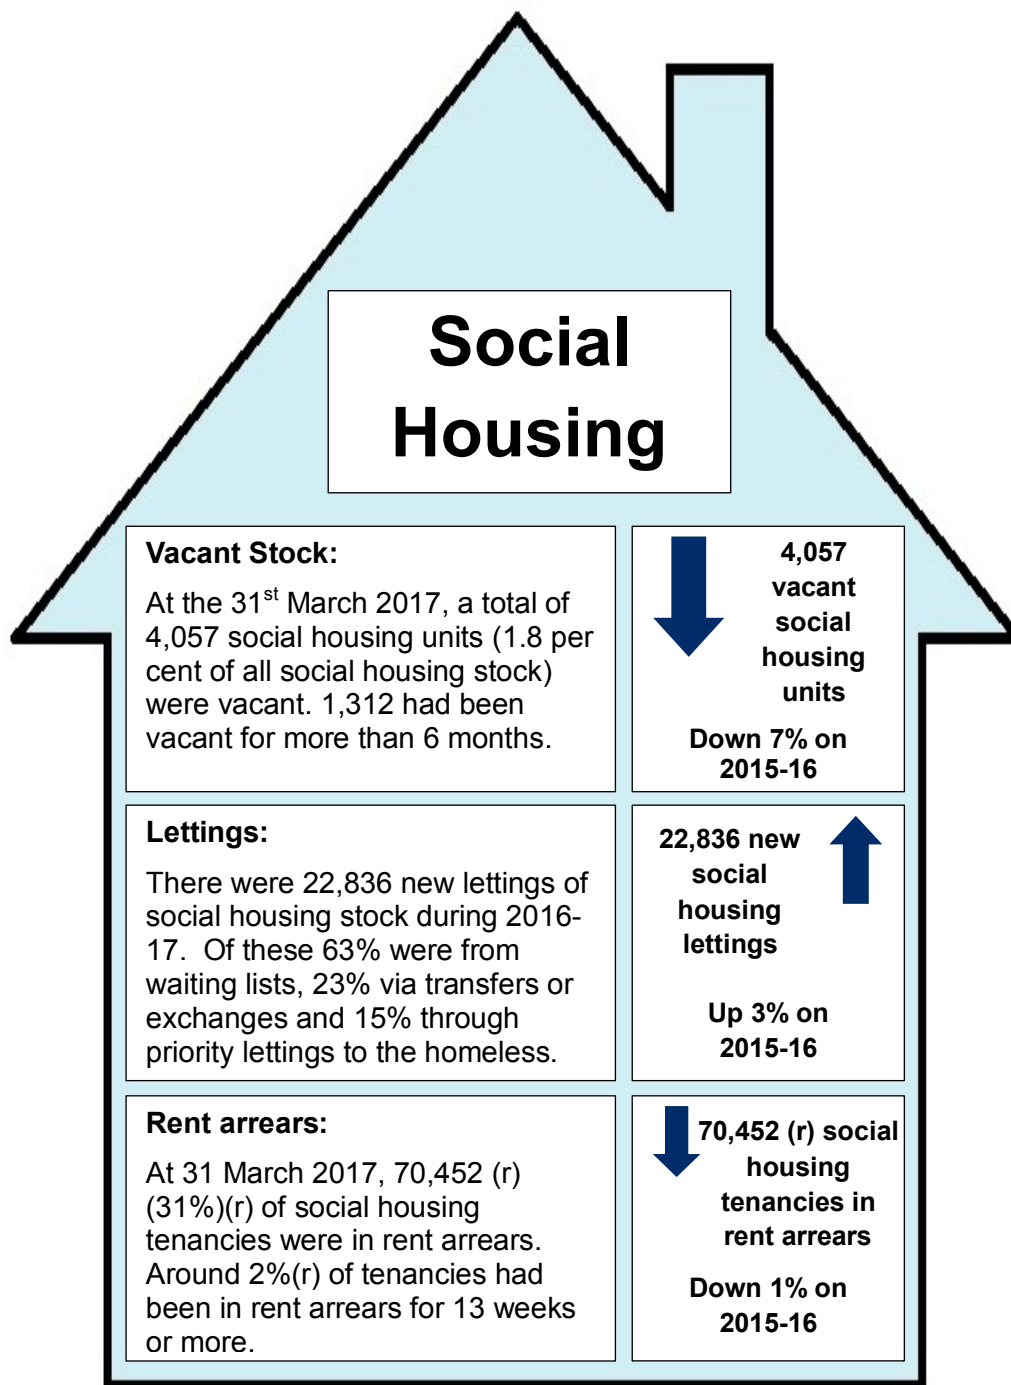 Social
Housing
Vacant Stock:
At the 31st March 2017, a total of
4,057 social housing units (1.8 per
cent of all social housing stock)
were vacant. 1,312 had been
vacant for more than 6 months.
4,057
vacant
social
housing
units
Down 7% on
2015-16
Lettings:
There were 22,836 new lettings of
social housing stock during 2016-
17.  Of these 63% were from
waiting lists, 23% via transfers or
exchanges and 15% through
priority lettings to the homeless.
22,836 new
social
housing
lettings
Up 3% on
2015-16
Rent arrears:
At 31 March 2017, 70,452 (r)
(31%)(r) of social housing
tenancies were in rent arrears.
Around 2%(r) of tenancies had
been in rent arrears for 13 weeks
or more.
70,452 (r) social
housing
tenancies in
rent arrears
Down 1% on
2015-16